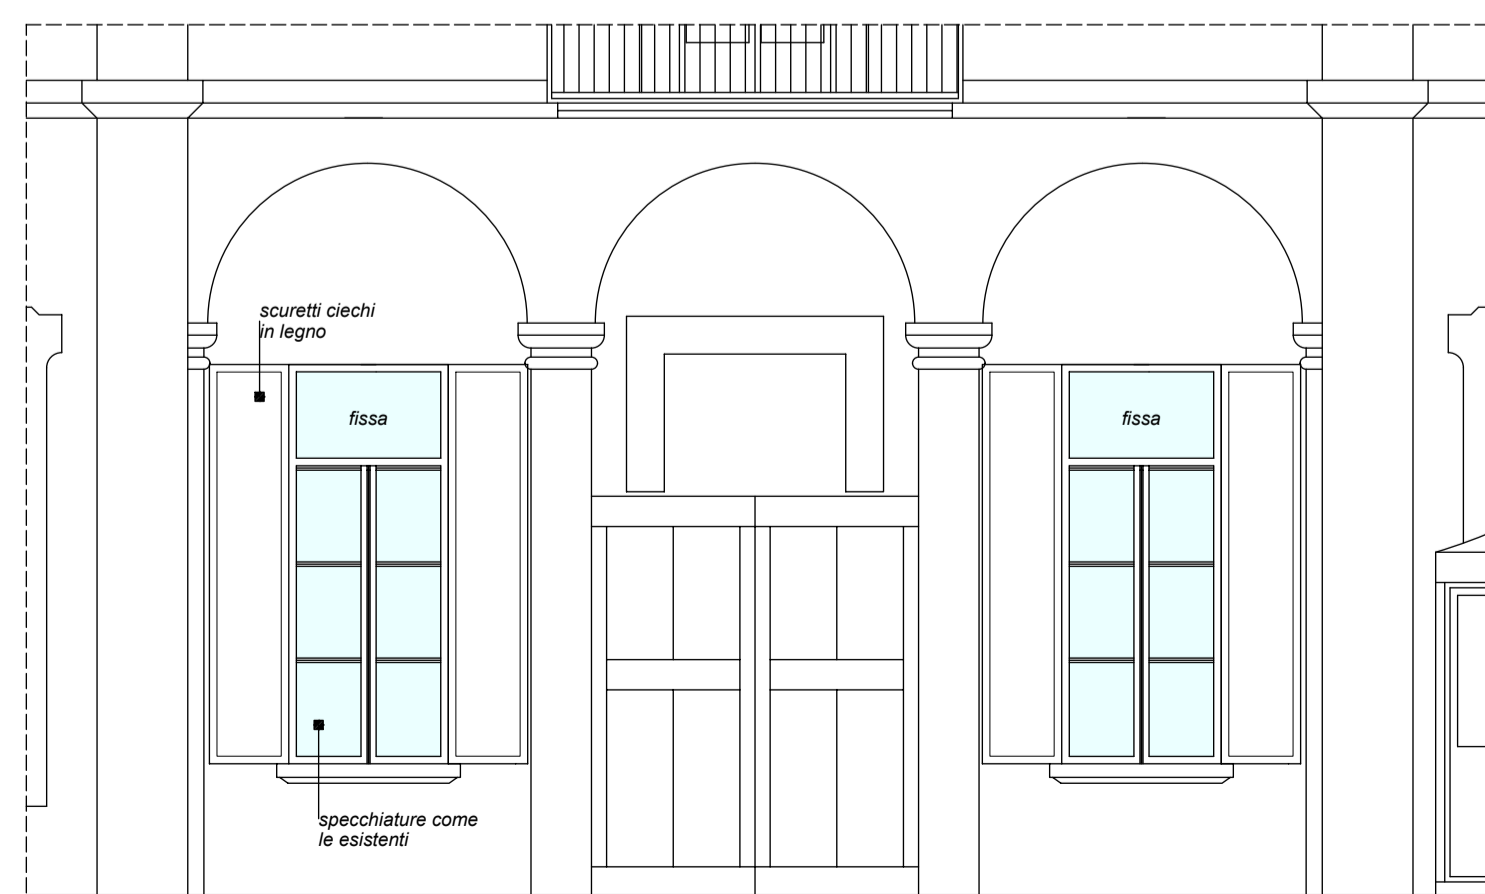 scuretti ciechi
in legno
fissa
fissa
specchiature come
le esistenti